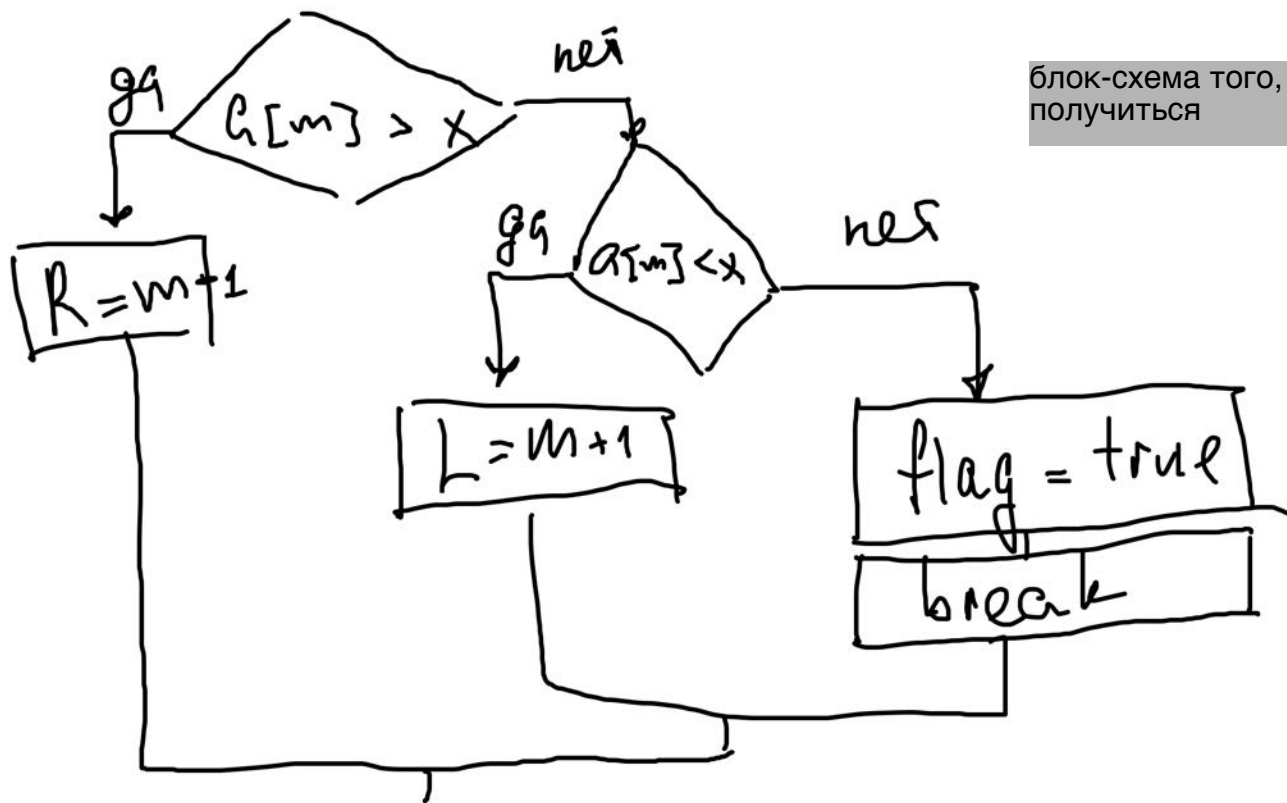 блок-схема того,
получиться
да
нет
a[m] > x
да
нет
a[m] < x
R = m-1
L = m+1
flag = true
break